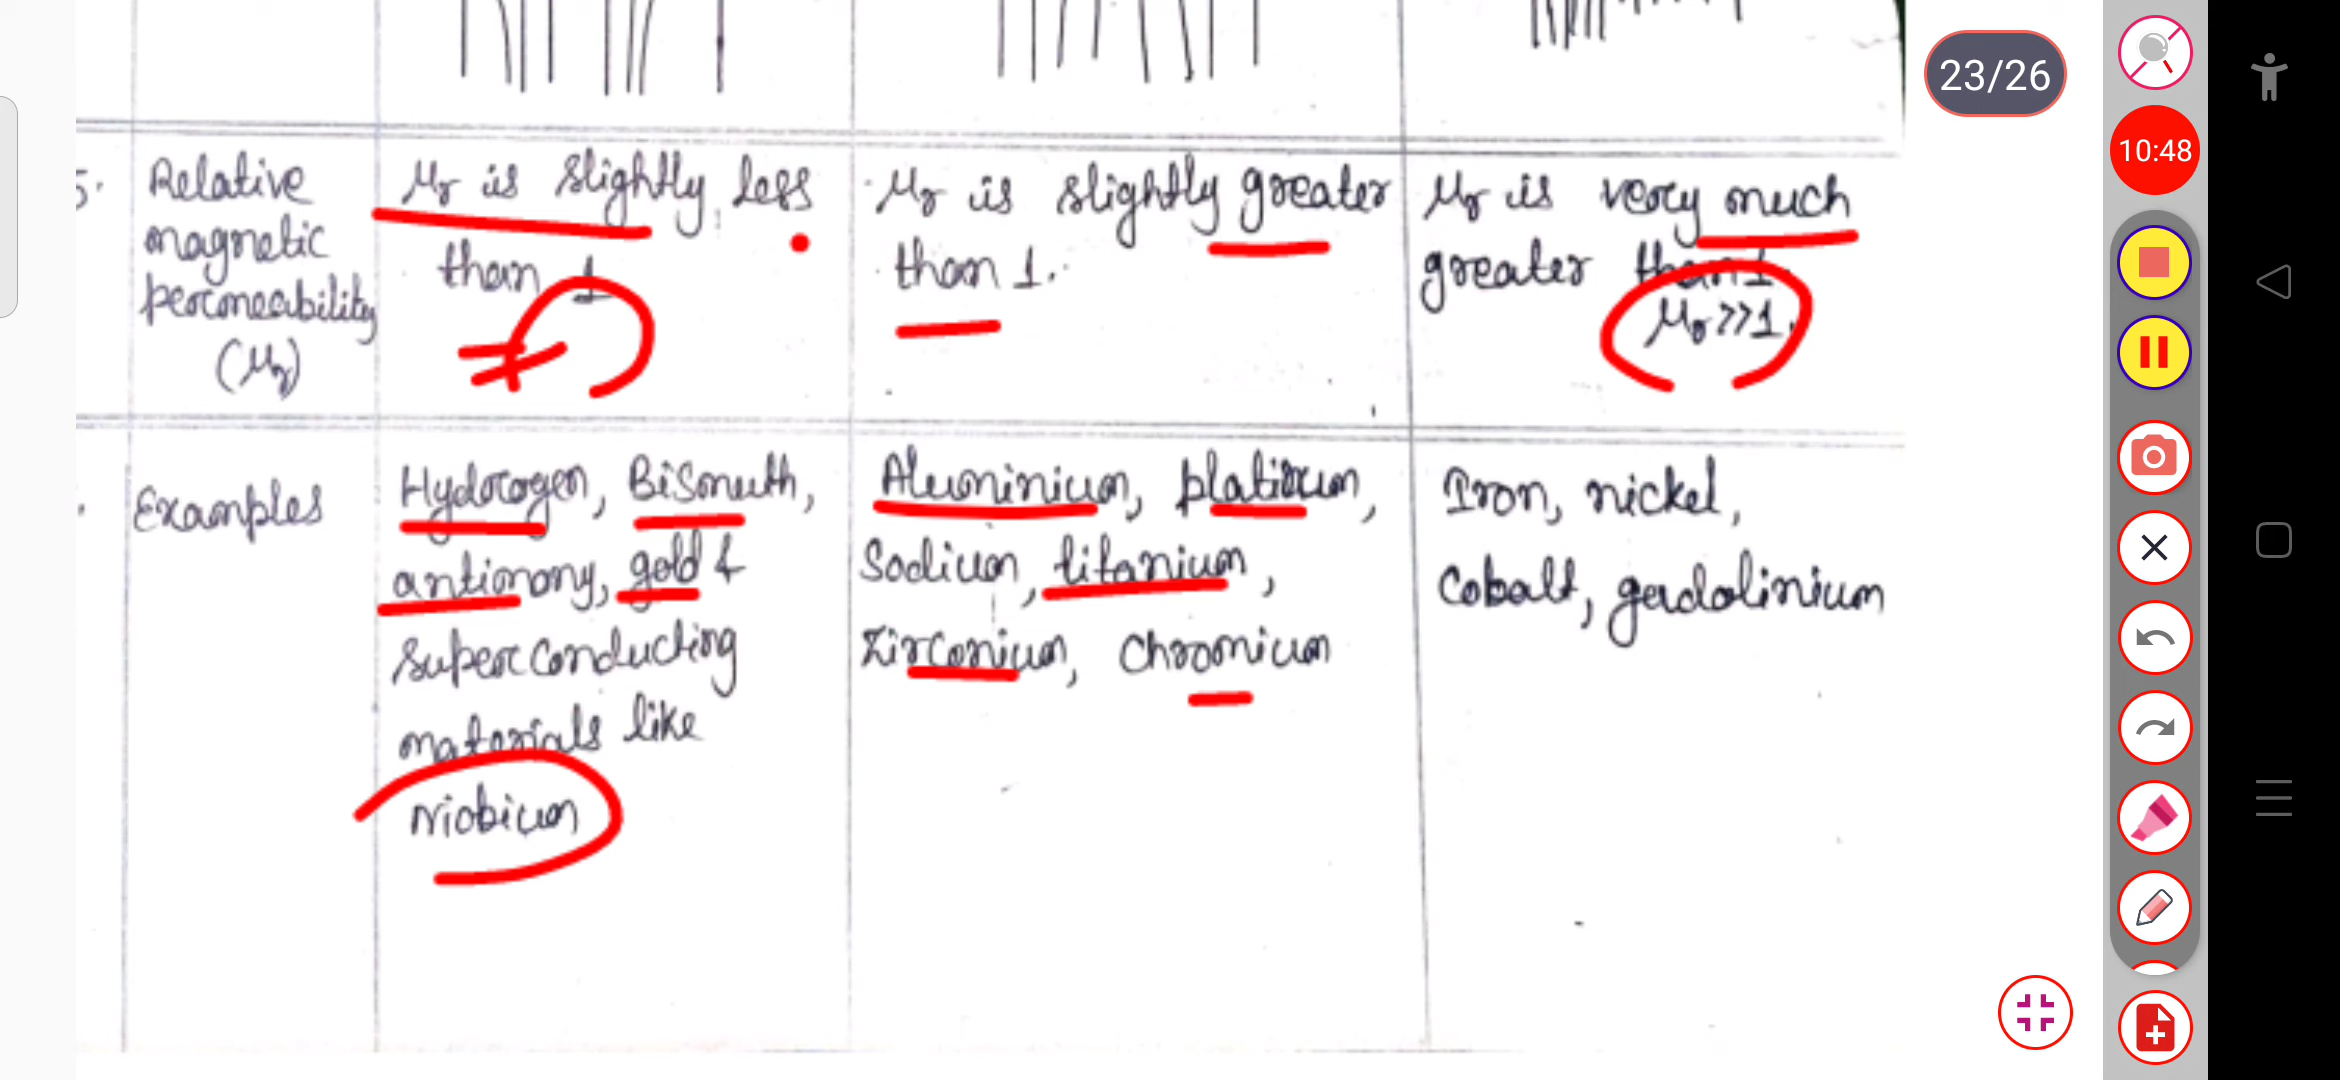 23/26
10:48
5. Relative magnetic permeability (μr)
μr is slightly less
than 1
μr is slightly greater
than 1.
μr is very much
greater than 1.
μr >>1.
Examples
Hydrogen, Bismuth,
antimony, gold &
superconducting
materials like
Niobium
Aluminium, platinum,
Sodium, titanium,
Zirconium, Chromium
Iron, nickel,
Cobalt, gadolinium